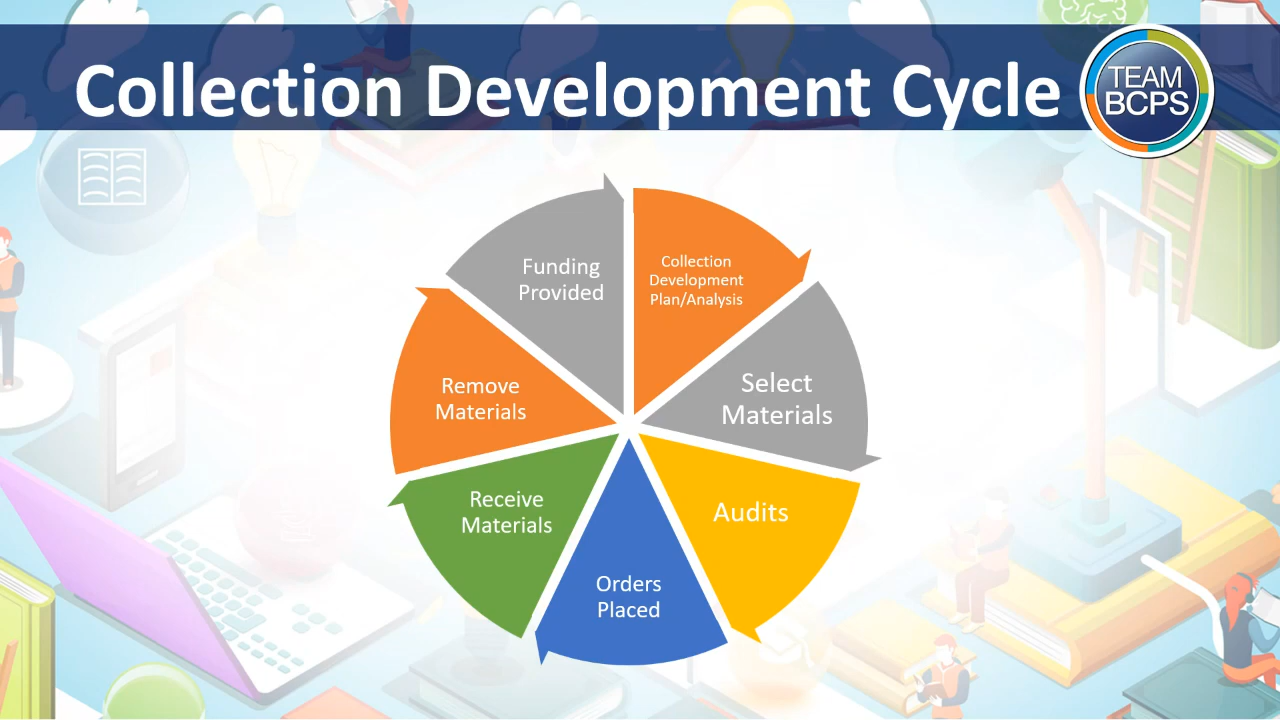 Collection Development Cycle
TEAM
BCPS
Funding
Provided
Collection
Development
Plan/Analysis
Select
Materials
Audits
Orders
Placed
Receive
Materials
Remove
Materials